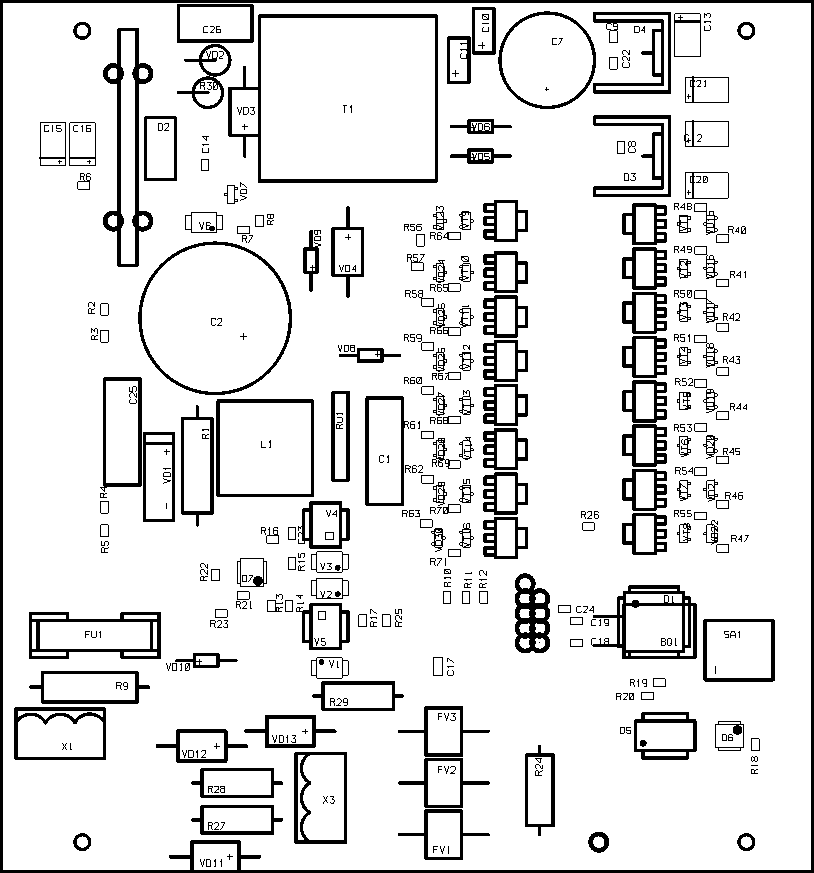 C26
VD2
R30
VD3
T1
C11
C10
C7
C22
D4
C13
C21
C15
C16
D2
C14
R6
VD6
VD5
C8
D3
C20
VD7
V6
R8
R7
VD9
VD4
R56
R64
R48
R40
R57
R65
R49
R41
R2
R3
C2
R58
R66
R50
R42
VD8
R59
R67
R51
R43
C25
R60
R68
R52
R44
R1
L1
RU1
C1
VD1
R61
R69
R53
R45
R62
R70
R54
R46
R4
R5
R16
V4
R63
R71
R26
R55
R47
R22
D7
R15
V3
R21
V2
R13
R14
R23
V5
R17
R25
R10
R11
R12
C24
C19
C18
D1
BQ1
SA1
FU1
VD10
V1
C17
R9
R29
R19
R20
X1
VD12
VD13
FV3
D5
D6
R18
R28
X3
FV2
R24
R27
VD11
FV1